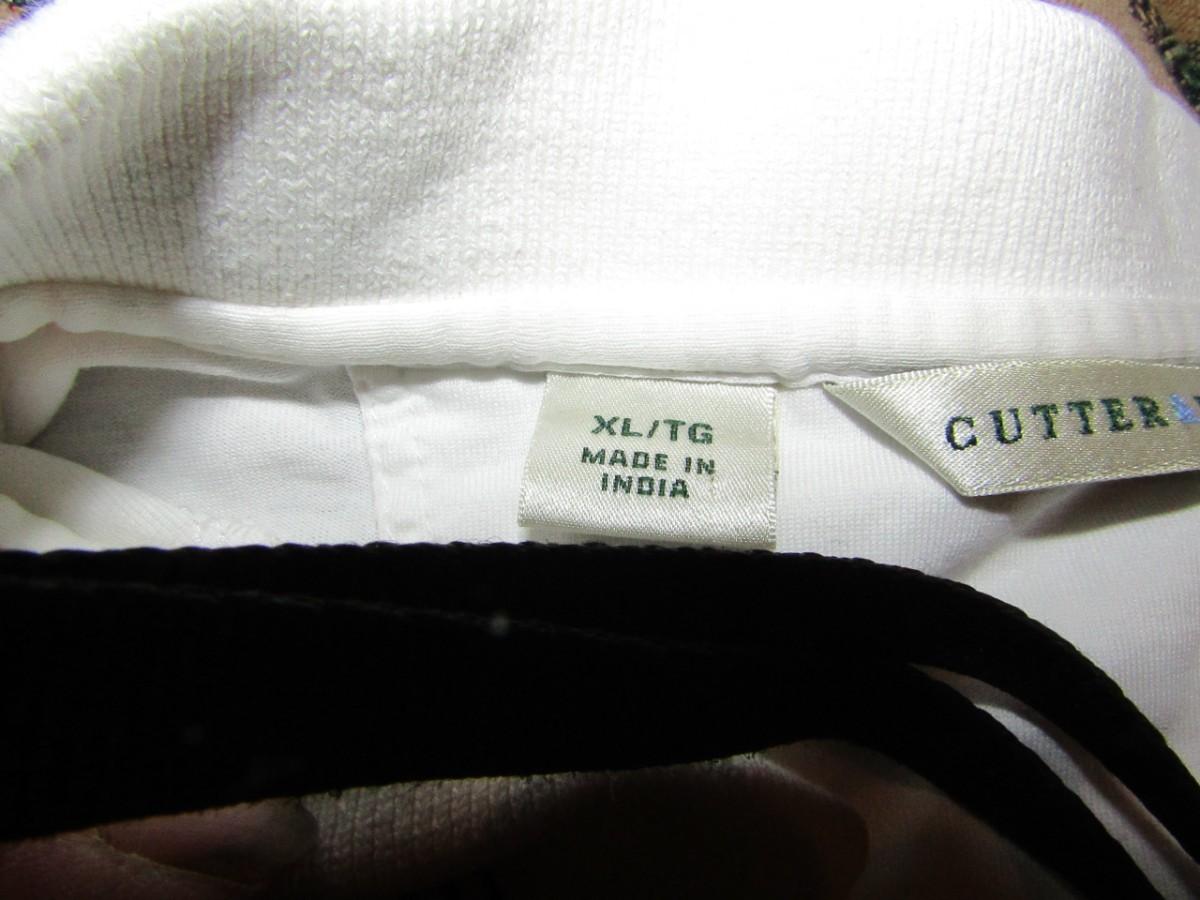 XL/TG
MADE IN
INDIA
CUTTER &